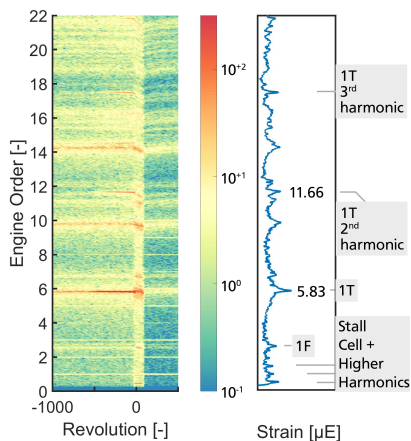 22
20
18
16
14
12
10
8
6
4
2
0
Engine Order [-]
-1000
0
Revolution [-]
10+2
10+1
10⁰
10-1
1T
3rd
harmonic
11.66
1T
2nd
harmonic
5.83
1T
1F
Stall
Cell +
Higher
Harmonics
Strain [µE]